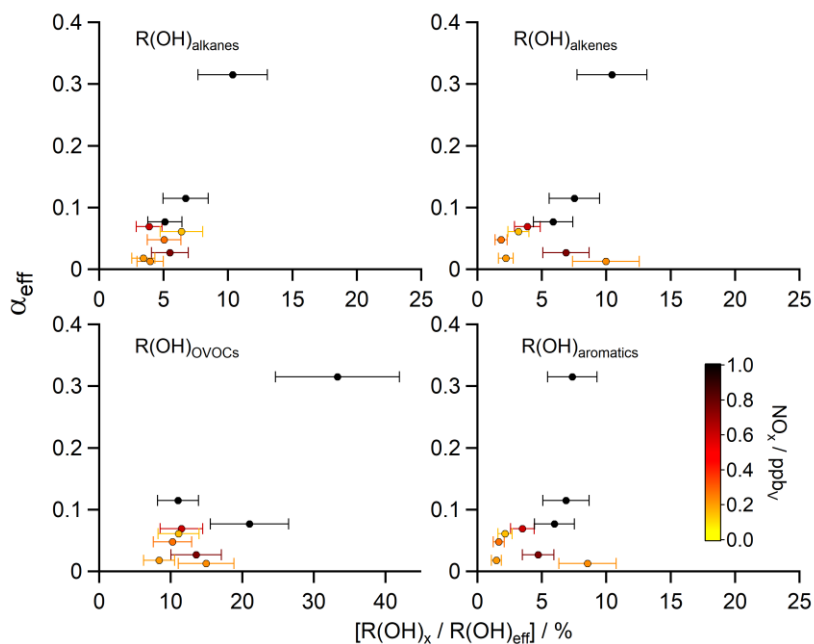 0.4
0.3
0.2
0.1
0
0 5 10 15 20 25
R(OH)alkanes
0.4
0.3
0.2
0.1
0
0 5 10 15 20 25
R(OH)alkenes
αeff
0.4
0.3
0.2
0.1
0
0 10 20 30 40
R(OH)OVOCs
0.4
0.3
0.2
0.1
0
0 5 10 15 20 25
R(OH)aromatics
1.0
0.8
0.6
0.4
0.2
0.0
NOx / ppbv
[R(OH)x / R(OH)eff] / %